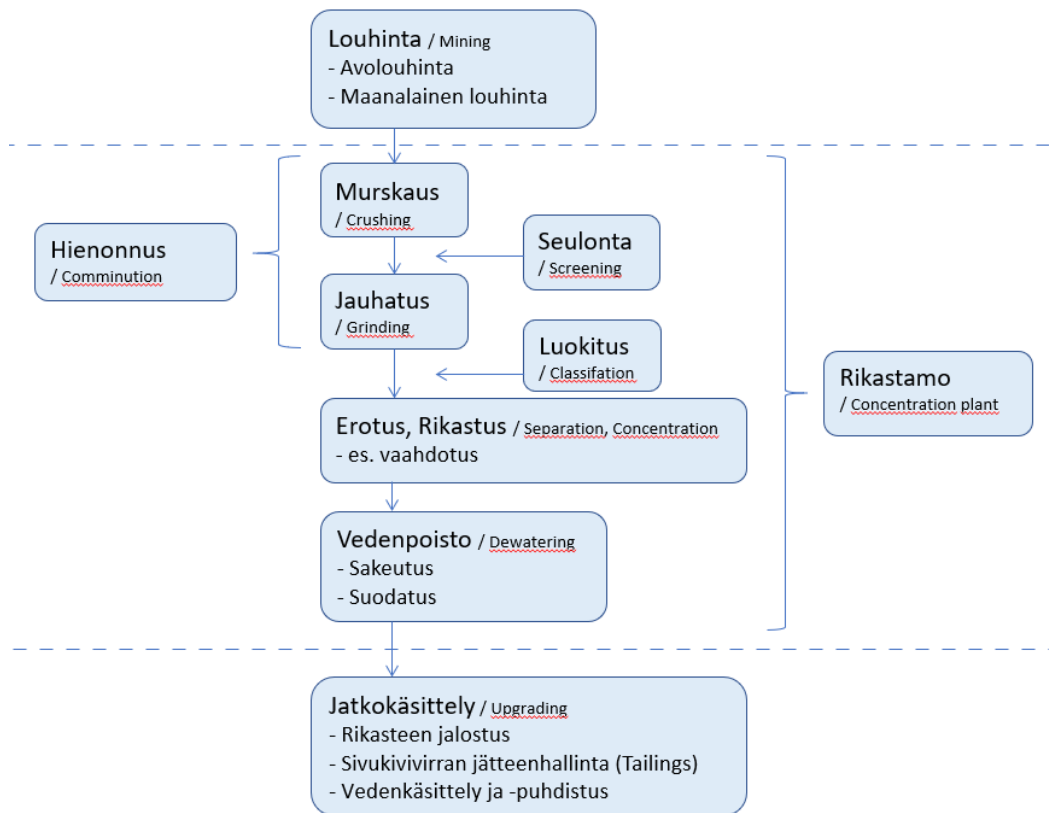 Louhinta / Mining
- Avolouhinta
- Maanalainen louhinta
Murskaus
/ Crushing
Hienonnus
/ Comminution
Seulonta
/ Screening
Jauhatus
/ Grinding
Luokitus
/ Classifation
Rikastamo
/ Concentration plant
Erotus, Rikastus / Separation, Concentration
- es. vaahdotus
Vedenpoisto / Dewatering
- Sakeutus
- Suodatus
Jatkokäsittely / Upgrading
- Rikasteen jalostus
- Sivukivivirran jätteenhallinta (Tailings)
- Vedenkäsittely ja -puhdistus